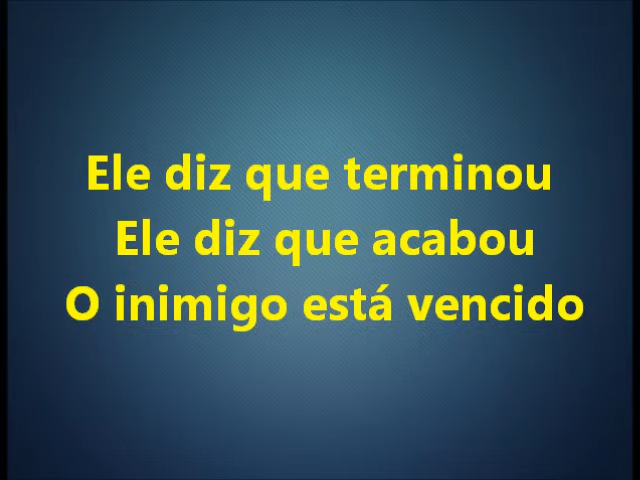 Ele diz que terminou
Ele diz que acabou
O inimigo está vencido